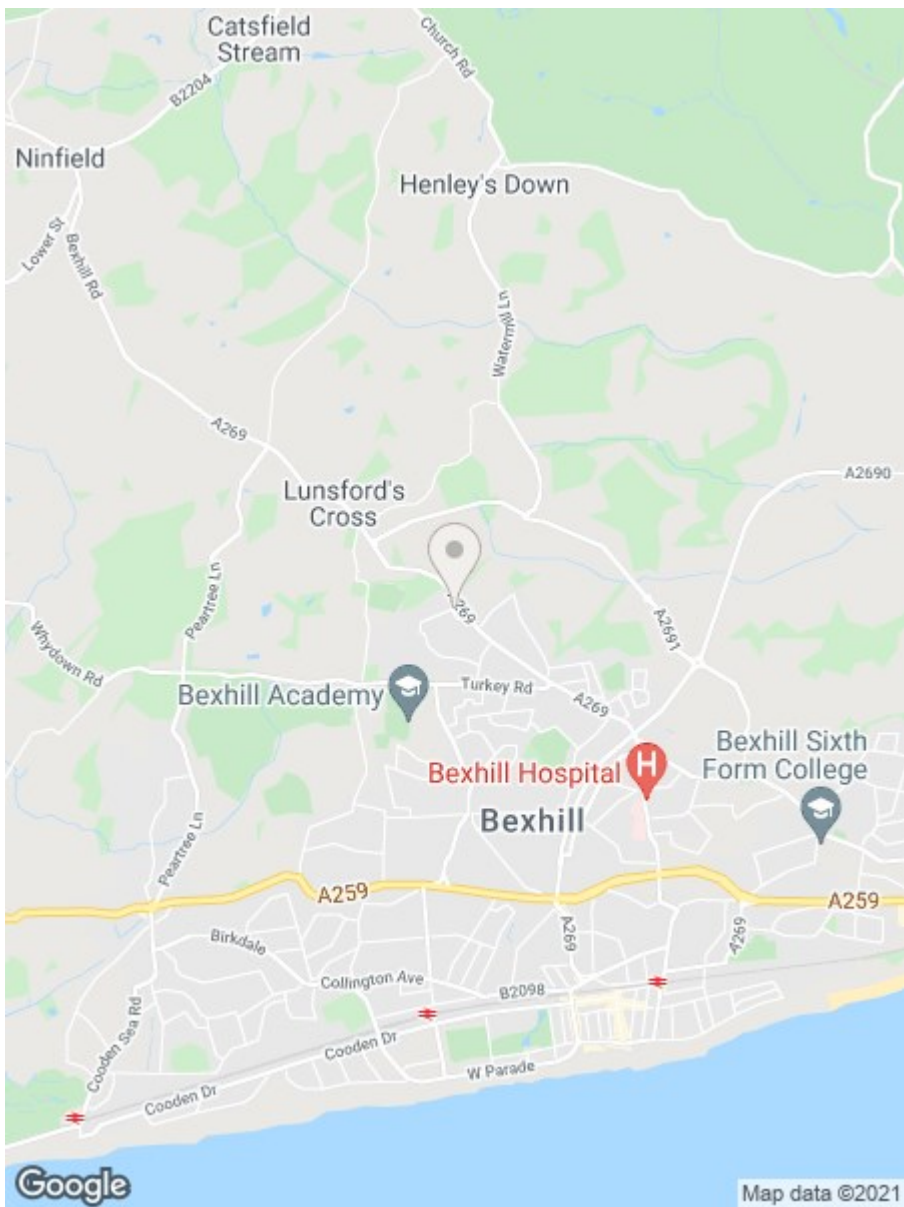 Catsfield
Stream
Church Rd
B2204
Ninfield
Henley's Down
Lower St
Bexhill Rd
Watermill Ln
A269
A2690
Lunsford's
Cross
Peartree Ln
A269
A2691
Whydown Rd
Bexhill Academy
Turkey Rd
A269
Bexhill Sixth
Form College
Bexhill Hospital
H
Bexhill
Peartree Ln
A259
A259
A269
A269
Birkdale
Collington Ave
B2098
Cooden Sea Rd
Cooden Dr
W Parade
Cooden Dr
Google
Map data ©2021